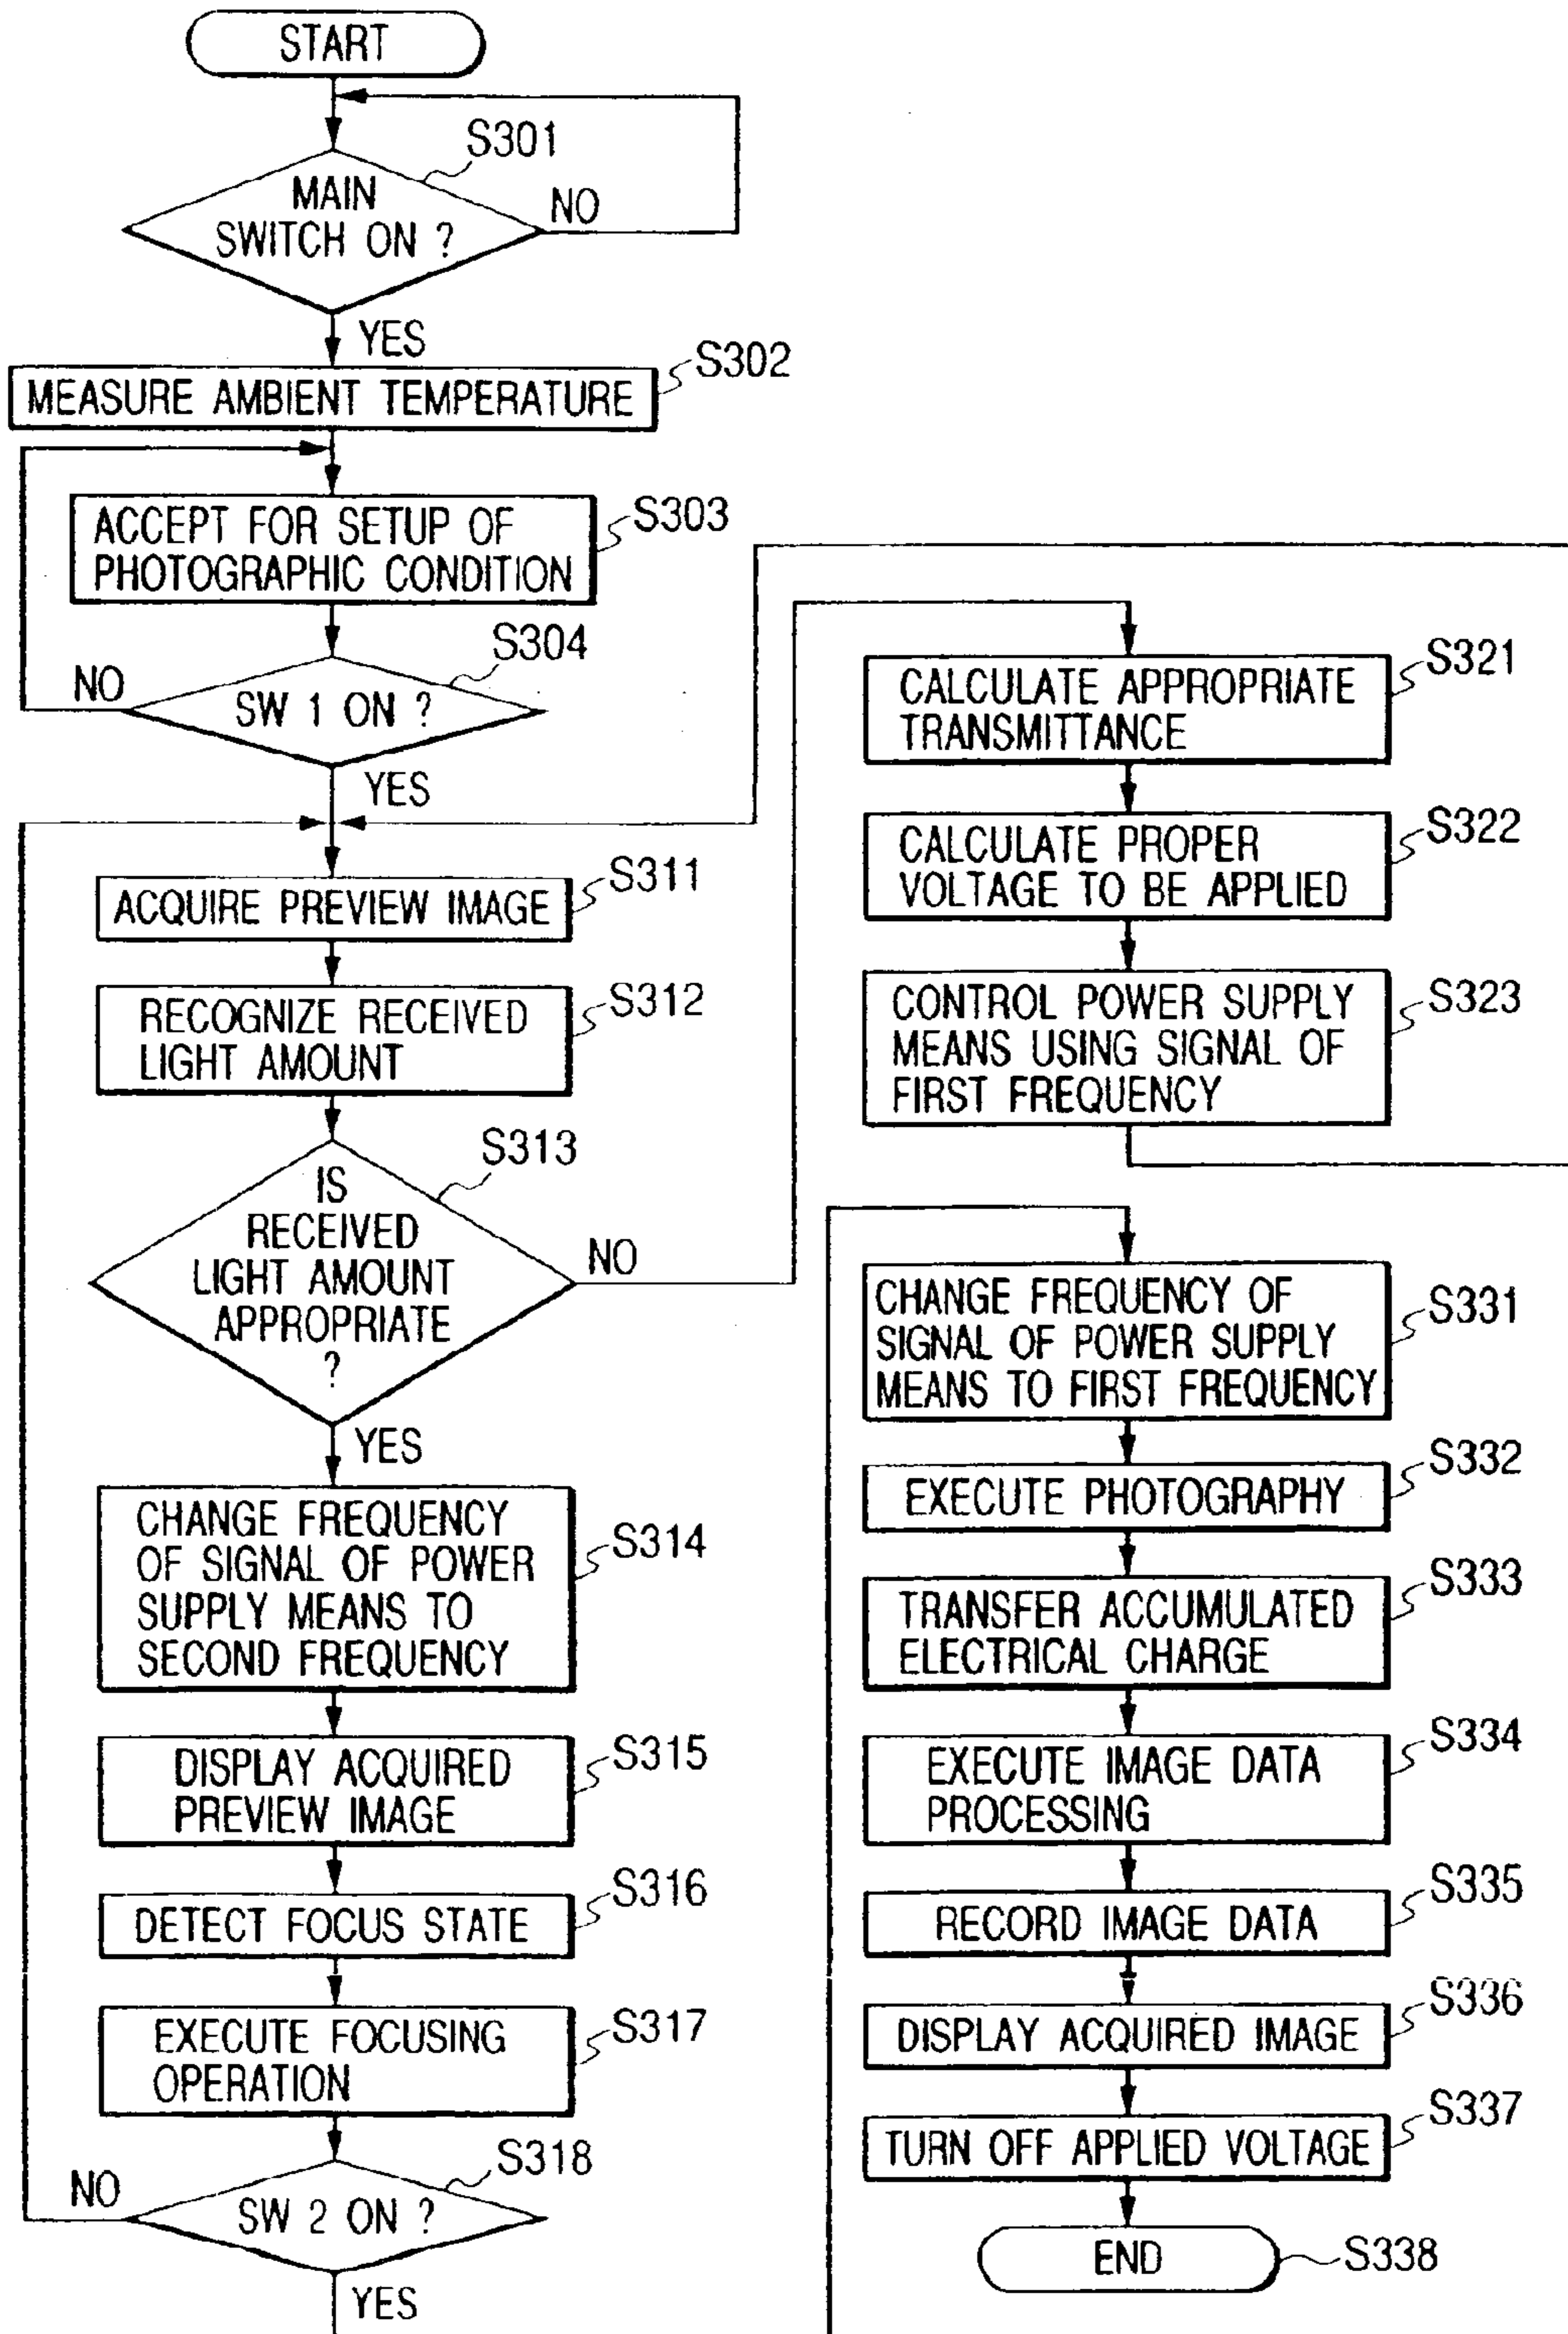 START
S301
MAIN
SWITCH ON ?
NO
YES
S302
MEASURE AMBIENT TEMPERATURE
S303
ACCEPT FOR SETUP OF
PHOTOGRAPHIC CONDITION
S304
NO
SW 1 ON ?
YES
S311
ACQUIRE PREVIEW IMAGE
S312
RECOGNIZE RECEIVED
LIGHT AMOUNT
S313
IS
RECEIVED
LIGHT AMOUNT
APPROPRIATE
?
NO
YES
S314
CHANGE FREQUENCY
OF SIGNAL OF POWER
SUPPLY MEANS TO
SECOND FREQUENCY
S315
DISPLAY ACQUIRED
PREVIEW IMAGE
S316
DETECT FOCUS STATE
S317
EXECUTE FOCUSING
OPERATION
S318
NO
SW 2 ON ?
YES
S321
CALCULATE APPROPRIATE
TRANSMITTANCE
S322
CALCULATE PROPER
VOLTAGE TO BE APPLIED
S323
CONTROL POWER SUPPLY
MEANS USING SIGNAL OF
FIRST FREQUENCY
S331
CHANGE FREQUENCY OF
SIGNAL OF POWER SUPPLY
MEANS TO FIRST FREQUENCY
S332
EXECUTE PHOTOGRAPHY
S333
TRANSFER ACCUMULATED
ELECTRICAL CHARGE
S334
EXECUTE IMAGE DATA
PROCESSING
S335
RECORD IMAGE DATA
S336
DISPLAY ACQUIRED IMAGE
S337
TURN OFF APPLIED VOLTAGE
END
S338